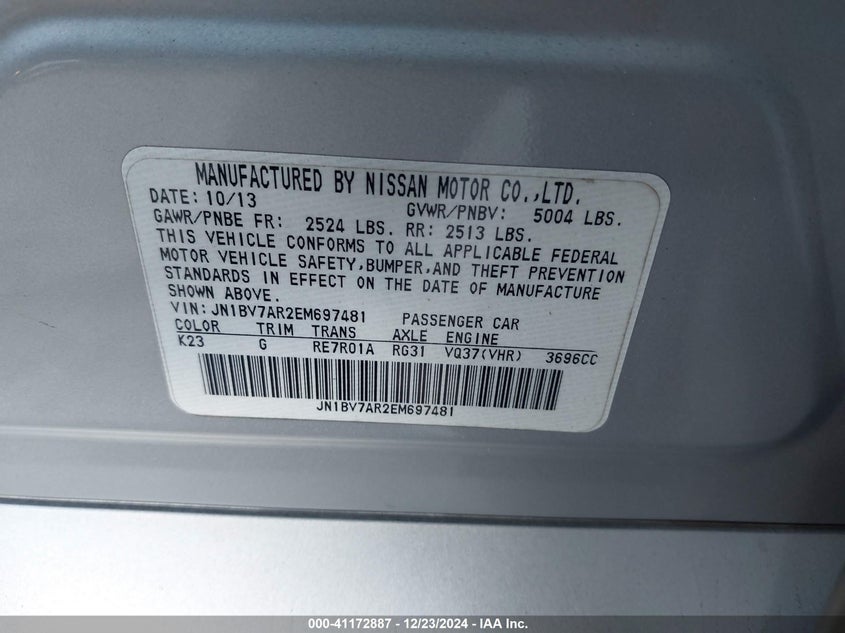 MANUFACTURED BY NISSAN MOTOR CO.,LTD.
DATE: 10/13 GVWR/PNBV: 5004 LBS.
GAWR/PNBE FR: 2524 LBS. RR: 2513 LBS.
THIS VEHICLE CONFORMS TO ALL APPLICABLE FEDERAL
MOTOR VEHICLE SAFETY,BUMPER,AND THEFT PREVENTION
STANDARDS IN EFFECT ON THE DATE OF MANUFACTURE
SHOWN ABOVE.
VIN:JN1BV7AR2EM697481 PASSENGER CAR
COLOR TRIM TRANS AXLE ENGINE
K23 G RE7R01A RG31 VQ37(VHR) 3696CC
JN1BV7AR2EM697481
000-41172887 - 12/23/2024 - IAA Inc.